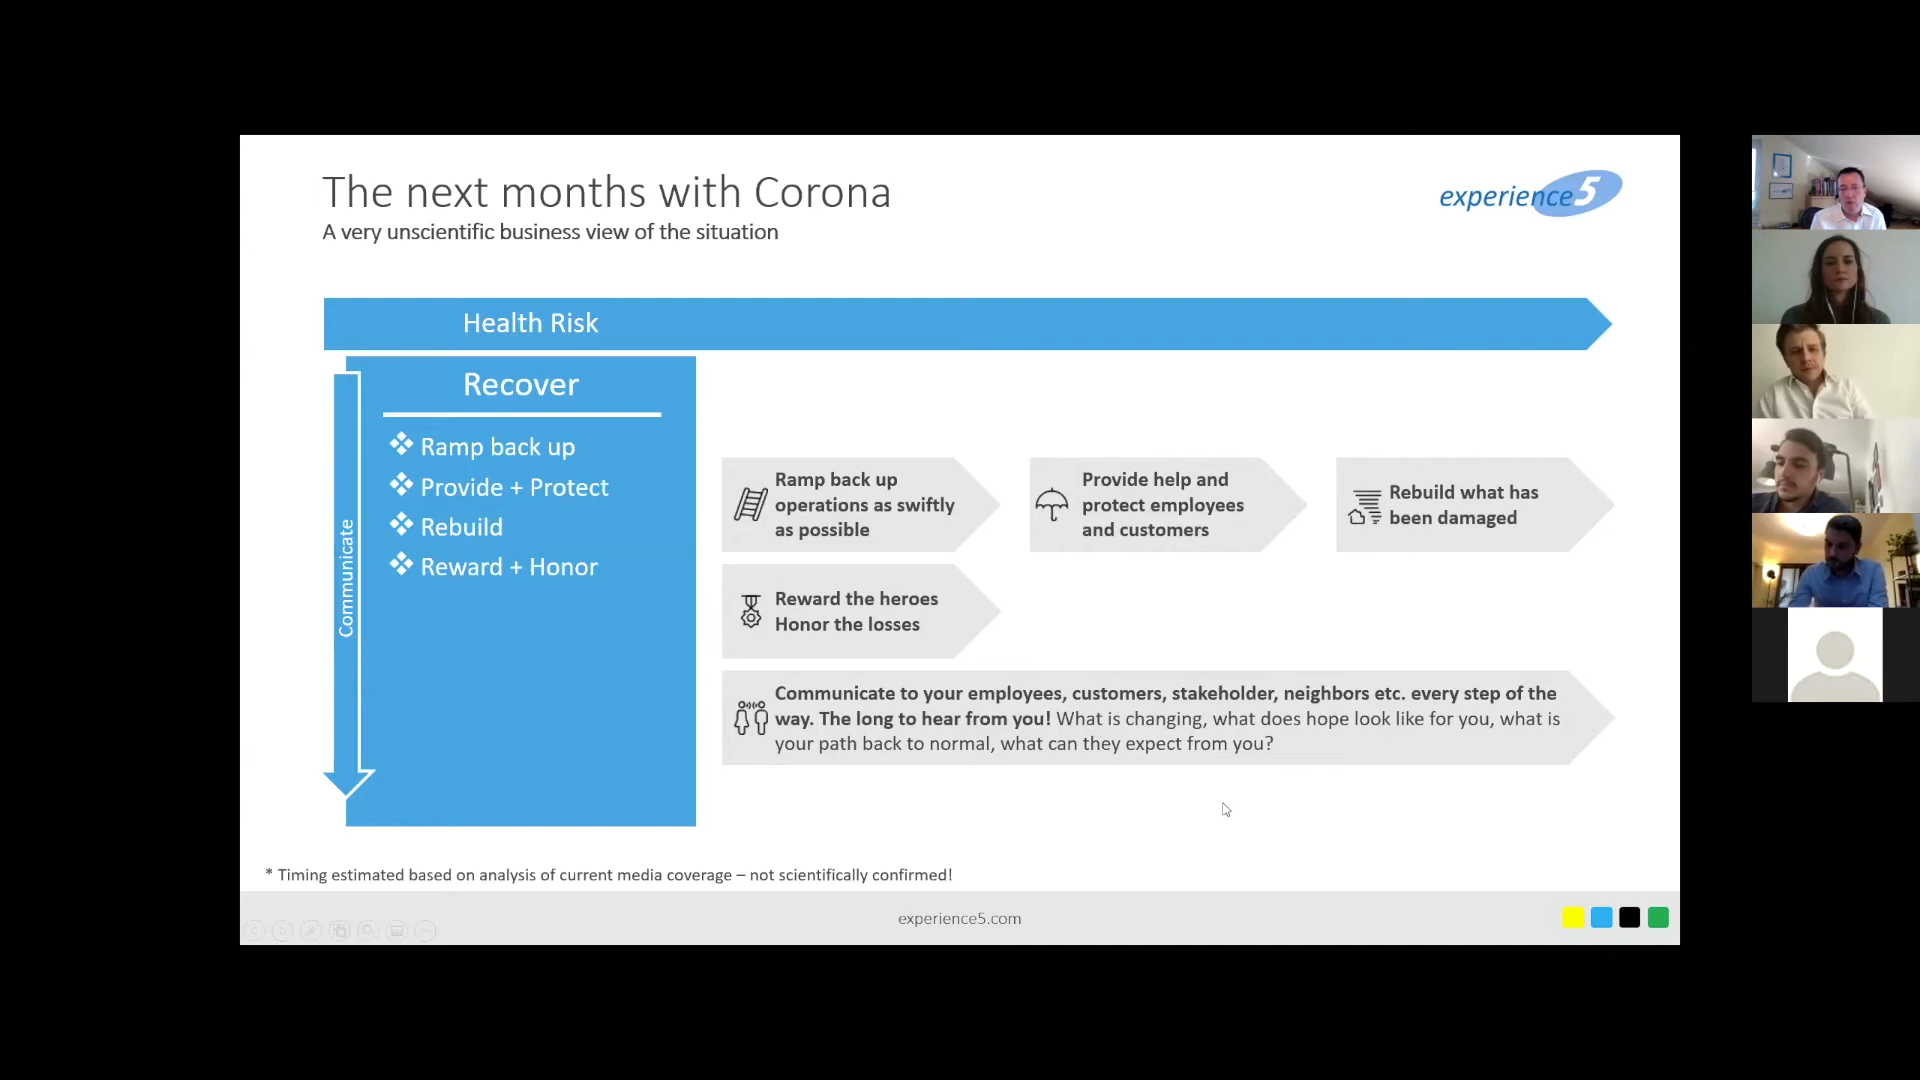 The next months with Corona
A very unscientific business view of the situation
experience5
Health Risk
Recover
Ramp back up
Provide + Protect
Rebuild
Reward + Honor
Communicate
Ramp back up
operations as swiftly
as possible
Provide help and
protect employees
and customers
Rebuild what has
been damaged
Reward the heroes
Honor the losses
Communicate to your employees, customers, stakeholder, neighbors etc. every step of the
way. The long to hear from you! What is changing, what does hope look like for you, what is
your path back to normal, what can they expect from you?
* Timing estimated based on analysis of current media coverage – not scientifically confirmed!
experience5.com